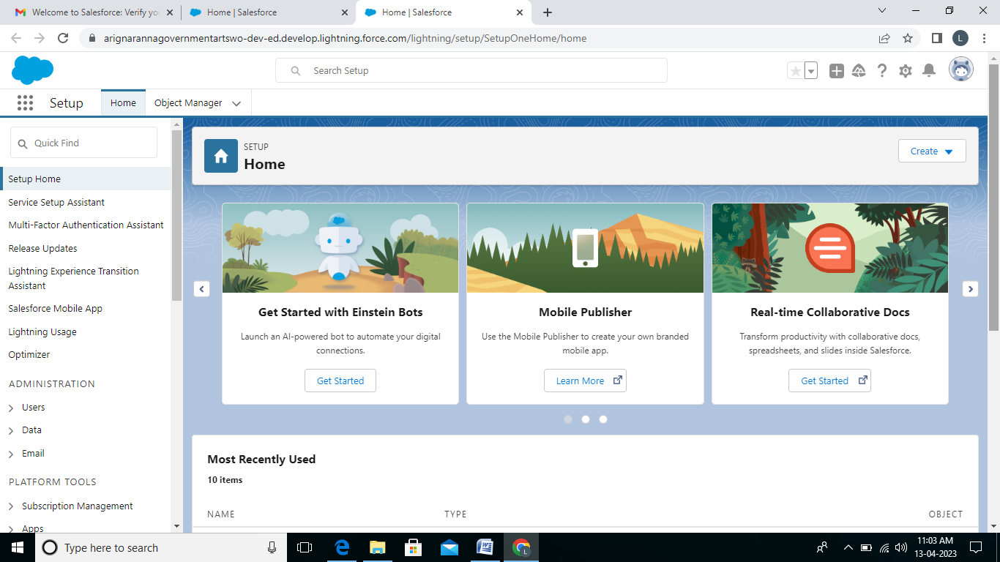 Welcome to Salesforce: Verify yo
Home | Salesforce
Home | Salesforce
arignarannagovernmentartswo-dev-ed.develop.lightning.force.com/lightning/setup/SetupOneHome/home
L
Search Setup
Setup
Home
Object Manager
Quick Find
Setup Home
Service Setup Assistant
Multi-Factor Authentication Assistant
Release Updates
Lightning Experience Transition
Assistant
Salesforce Mobile App
Lightning Usage
Optimizer
ADMINISTRATION
Users
Data
Email
PLATFORM TOOLS
Subscription Management
Apps
SETUP
Home
Create
Get Started with Einstein Bots
Launch an AI-powered bot to automate your digital
connections.
Get Started
Mobile Publisher
Use the Mobile Publisher to create your own branded
mobile app.
Learn More
Real-time Collaborative Docs
Transform productivity with collaborative docs,
spreadsheets, and slides inside Salesforce.
Get Started
Most Recently Used
10 items
NAME TYPE OBJECT
Type here to search
11:03 AM
13-04-2023